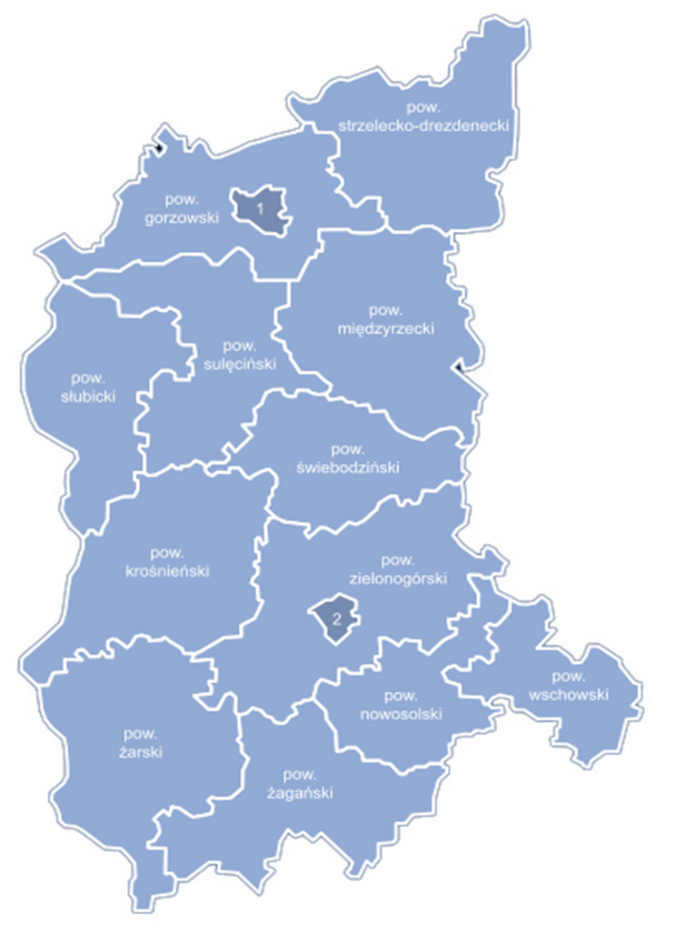 pow.
strzelecko-drezdenecki
pow.
gorzowski
1
pow.
międzyrzecki
pow.
sulęciński
pow.
słubicki
pow.
świebodziński
pow.
krośnieński
pow.
zielonogórski
2
pow.
wschowski
pow.
nowosolski
pow.
żarski
pow.
żagański